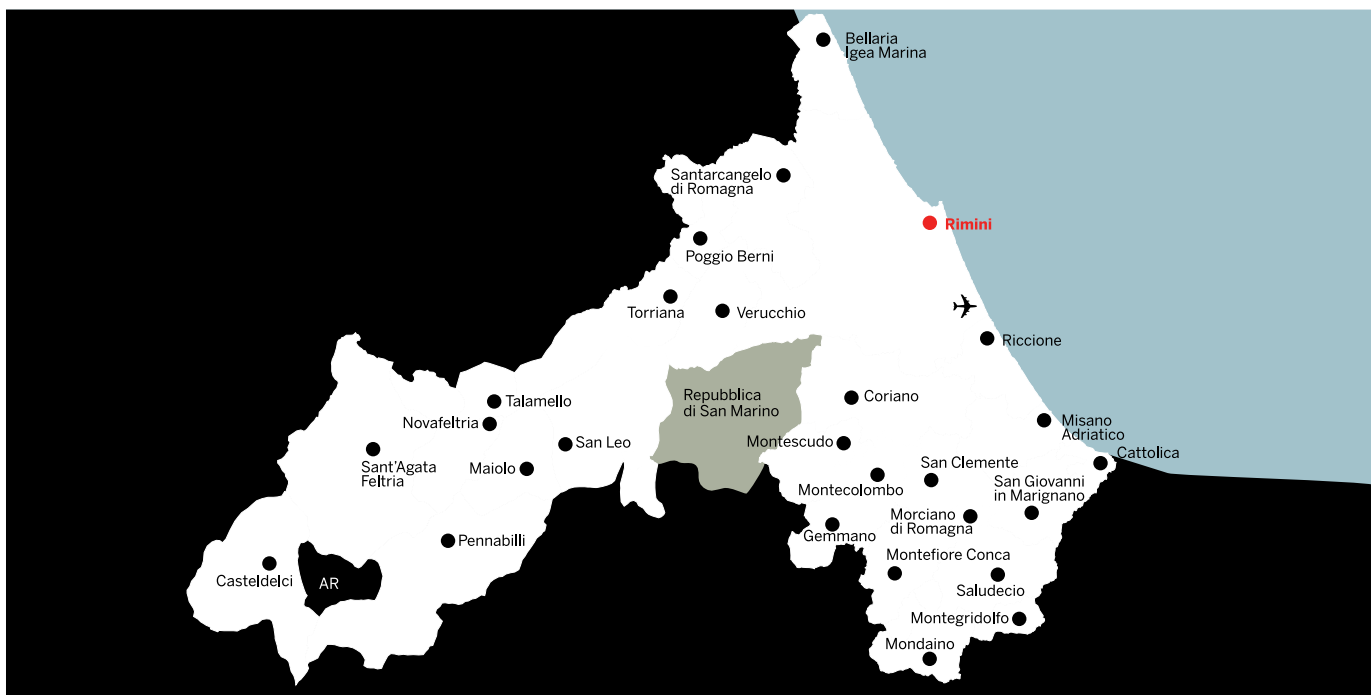 Bellaria
Igea Marina
Santarcangelo
di Romagna
Rimini
Poggio Berni
Torriana
Verucchio
Riccione
Repubblica
di San Marino
Coriano
Talamello
Novafeltria
Misano
Adriatico
San Leo
Montescudo
Sant'Agata
Feltria
Maiolo
Cattolica
San Clemente
San Giovanni
in Marignano
Montecolombo
Morciano
di Romagna
Gemmano
Pennabilli
Montefiore Conca
Casteldelci
AR
Saludecio
Montegridolfo
Mondaino